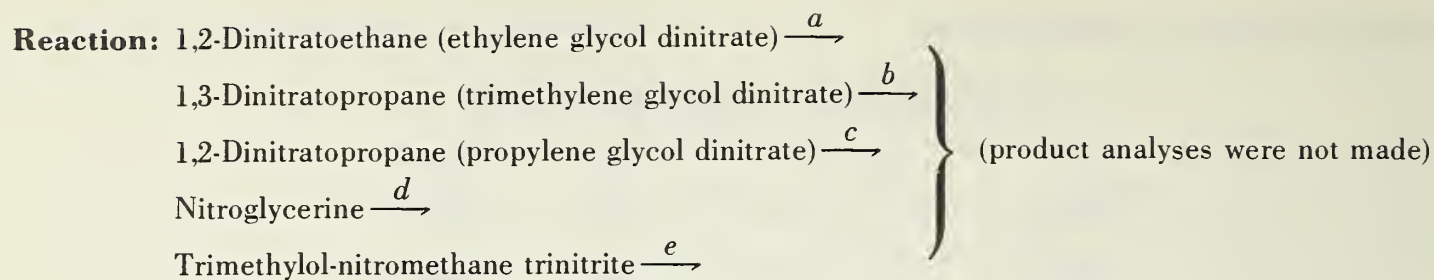 Reaction: 1,2-Dinitratoethane (ethylene glycol dinitrate) a→
1,3-Dinitratopropane (trimethylene glycol dinitrate) b→
1,2-Dinitratopropane (propylene glycol dinitrate) c→ } (product analyses were not made)
Nitroglycerine d→
Trimethylol-nitromethane trinitrite e→